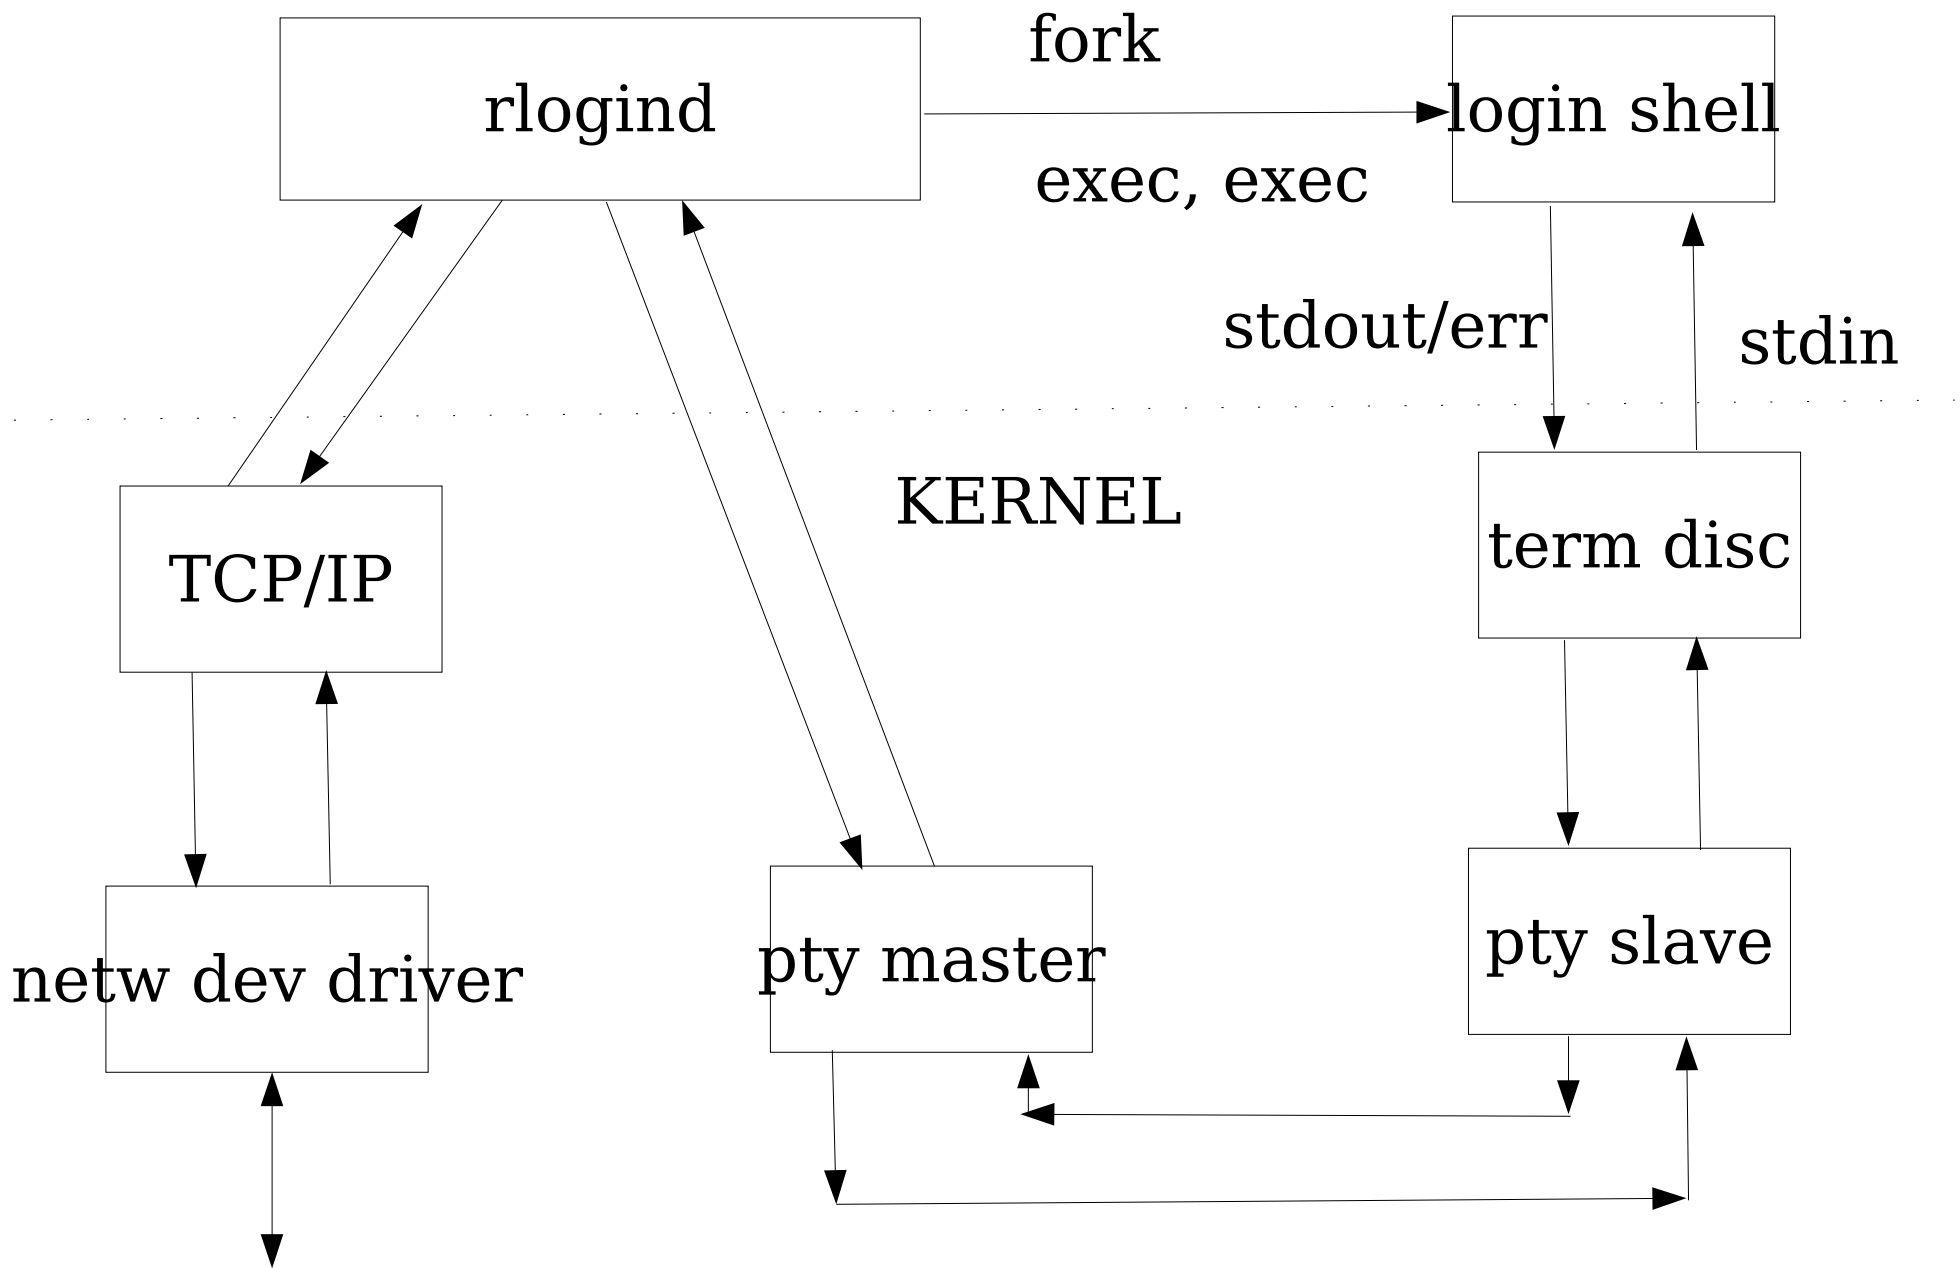 fork
rlogind
login shell
exec, exec
stdout/err
stdin
KERNEL
term disc
TCP/IP
pty slave
pty master
netw dev driver